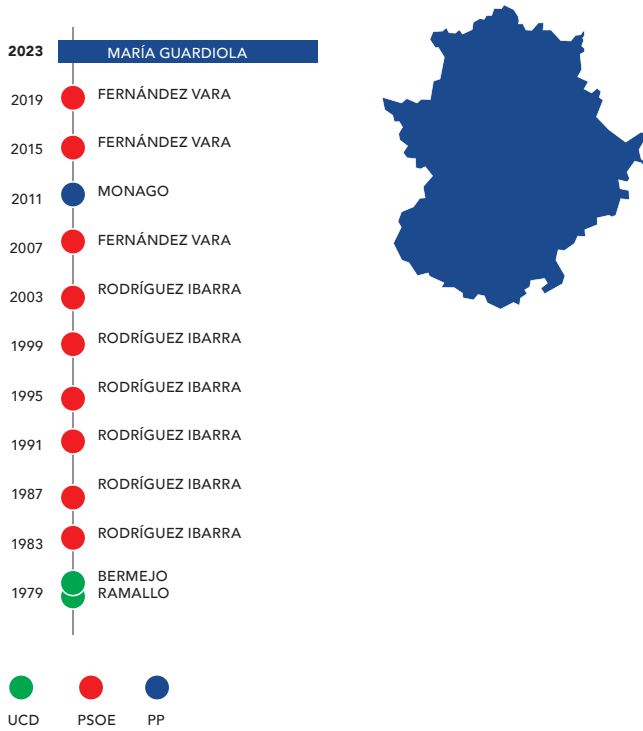 2023 MARÍA GUARDIOLA
2019 FERNÁNDEZ VARA
2015 FERNÁNDEZ VARA
2011 MONAGO
2007 FERNÁNDEZ VARA
2003 RODRÍGUEZ IBARRA
1999 RODRÍGUEZ IBARRA
1995 RODRÍGUEZ IBARRA
1991 RODRÍGUEZ IBARRA
1987 RODRÍGUEZ IBARRA
1983 RODRÍGUEZ IBARRA
BERMEJO
1979 RAMALLO
UCD PSOE PP